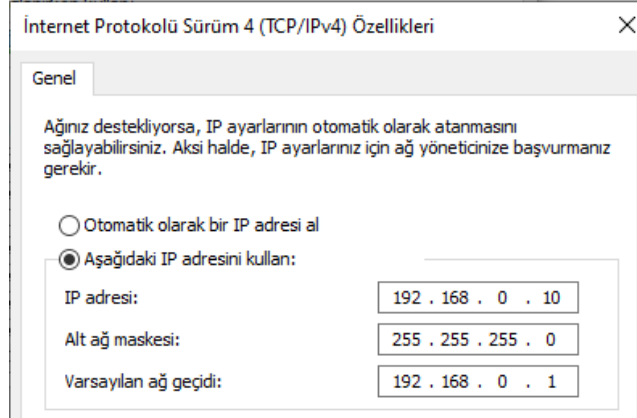 İnternet Protokolü Sürüm 4 (TCP/IPv4) Özellikleri
Genel
Ağınız destekliyorsa, IP ayarlarının otomatik olarak atanmasını
sağlayabilirsiniz. Aksi halde, IP ayarlarınız için ağ yöneticinize başvurmanız
gerekir.
Otomatik olarak bir IP adresi al
Aşağıdaki IP adresini kullan:
IP adresi: 192 . 168 . 0 . 10
Alt ağ maskesi: 255 . 255 . 255 . 0
Varsayılan ağ geçidi: 192 . 168 . 0 . 1